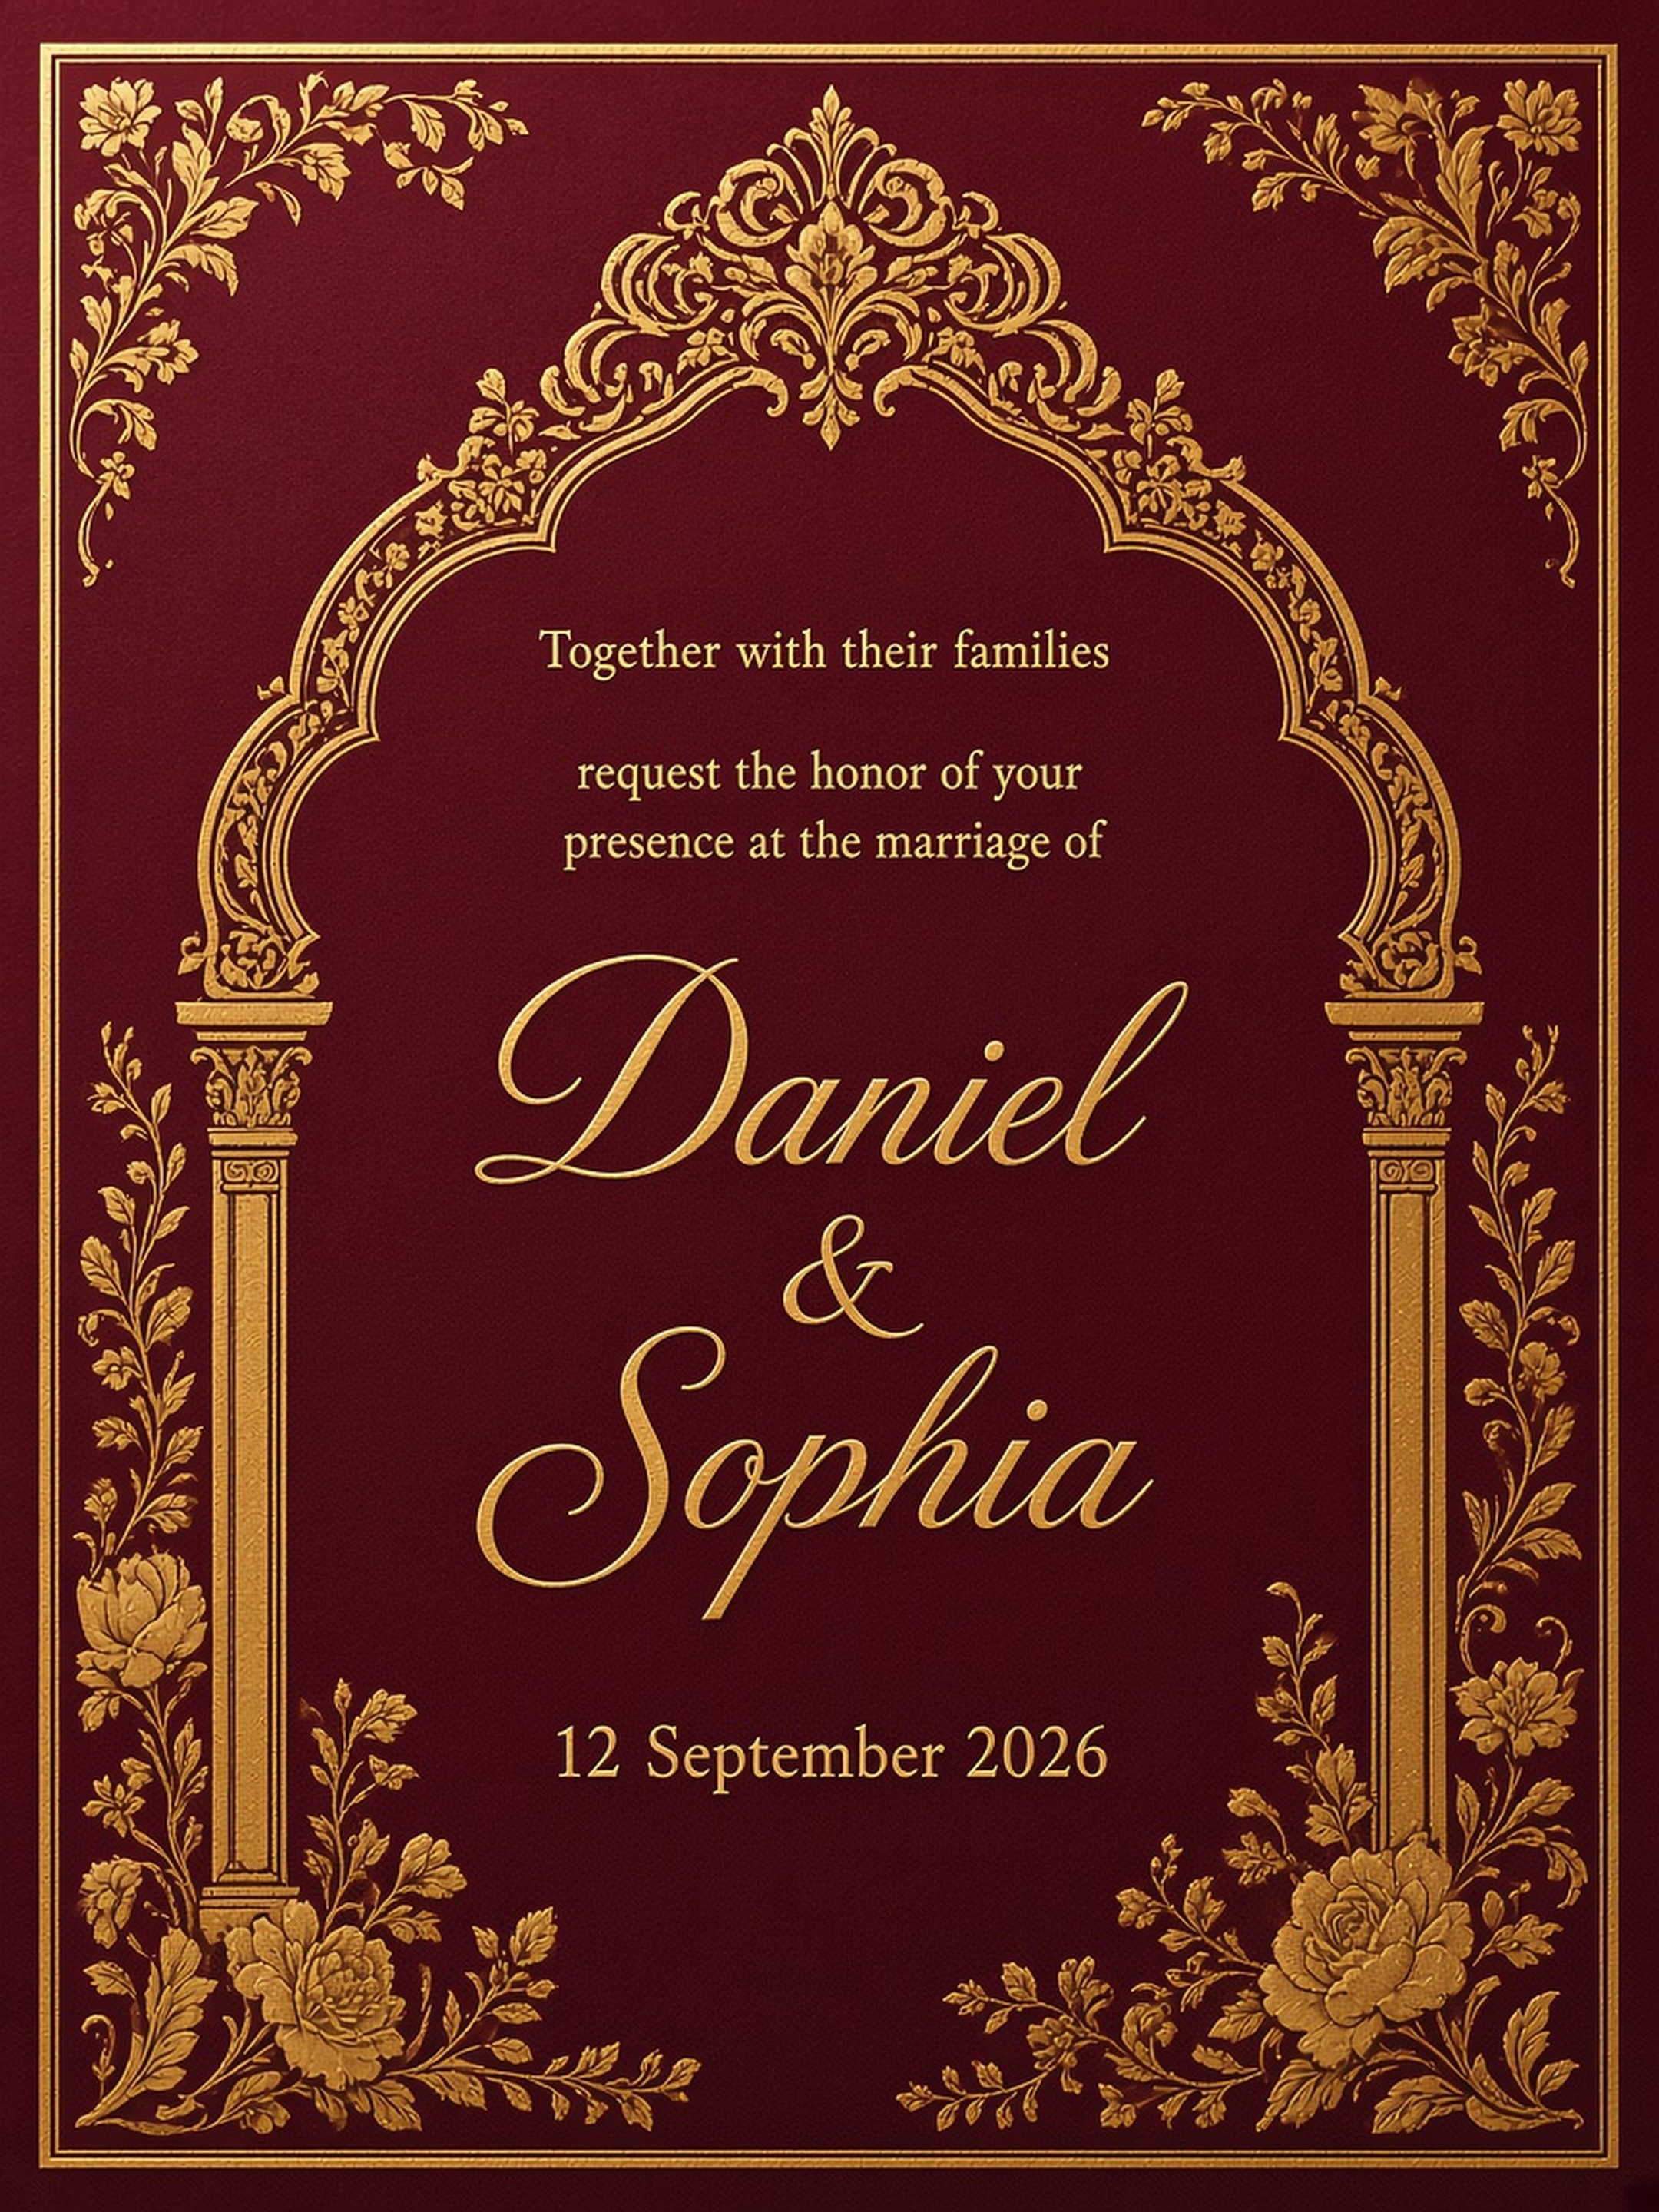 Together with their families
request the honor of your
presence at the marriage of
Daniel
&
Sophia
12 September 2026